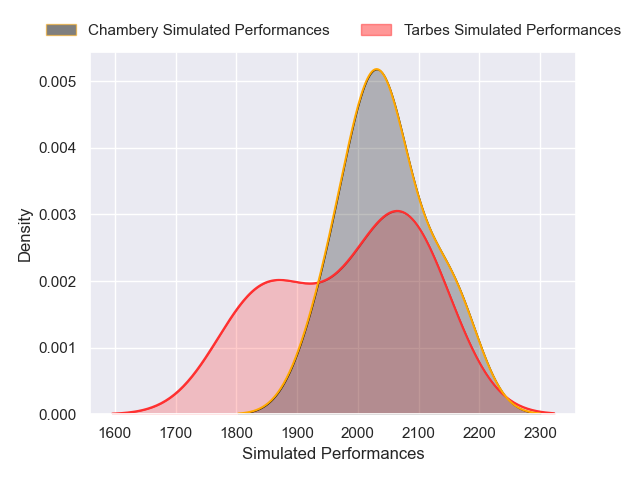 Chambery Simulated Performances
Tarbes Simulated Performances
0.005
0.004
0.003
0.002
0.001
0.000
Density
1600 1700 1800 1900 2000 2100 2200 2300
Simulated Performances